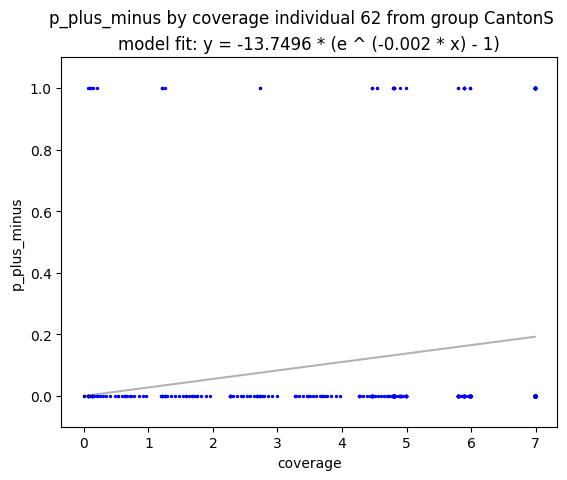 p_plus_minus by coverage individual 62 from group CantonS
model fit: y = -13.7496 * (e ^ (-0.002 * x) - 1)
1.0
0.8
0.6
0.4
0.2
0.0
p_plus_minus
0 1 2 3 4 5 6 7
coverage